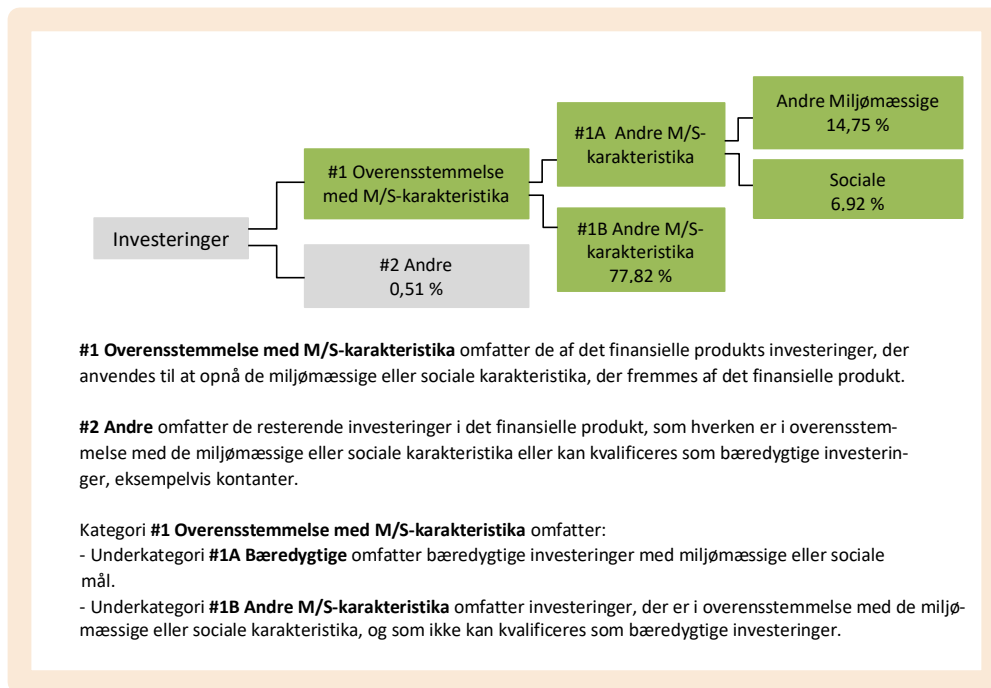 Investeringer
#1 Overensstemmelse
med M/S-karakteristika
#2 Andre
0,51 %
#1A Andre M/S-
karakteristika
#1B Andre M/S-
karakteristika
77,82 %
Andre Miljømæssige
14,75 %
Sociale
6,92 %
#1 Overensstemmelse med M/S-karakteristika omfatter de af det finansielle produkts investeringer, der
anvendes til at opnå de miljømæssige eller sociale karakteristika, der fremmes af det finansielle produkt.
#2 Andre omfatter de resterende investeringer i det finansielle produkt, som hverken er i overensstem-
melse med de miljømæssige eller sociale karakteristika eller kan kvalificeres som bæredygtige investerin-
ger, eksempelvis kontanter.
Kategori #1 Overensstemmelse med M/S-karakteristika omfatter:
- Underkategori #1A Bæredygtige omfatter bæredygtige investeringer med miljømæssige eller sociale
mål.
- Underkategori #1B Andre M/S-karakteristika omfatter investeringer, der er i overensstemmelse med de miljø-
mæssige eller sociale karakteristika, og som ikke kan kvalificeres som bæredygtige investeringer.